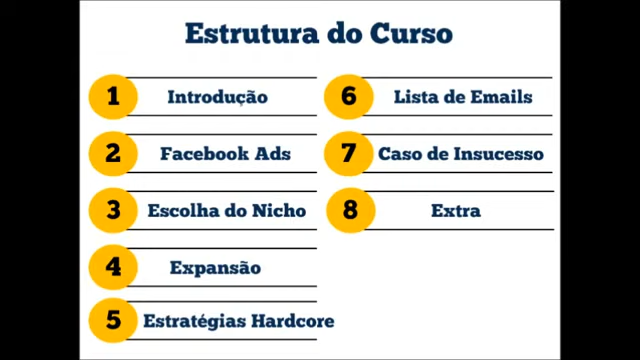 Estrutura do Curso
1 Introdução
2 Facebook Ads
3 Escolha do Nicho
4 Expansão
5 Estratégias Hardcore
6 Lista de Emails
7 Caso de Insucesso
8 Extra